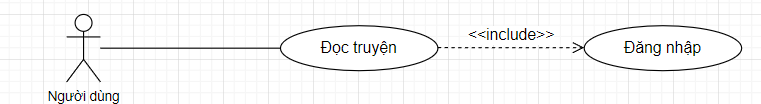 <<include>>
Đọc truyện
Đăng nhập
Người dùng